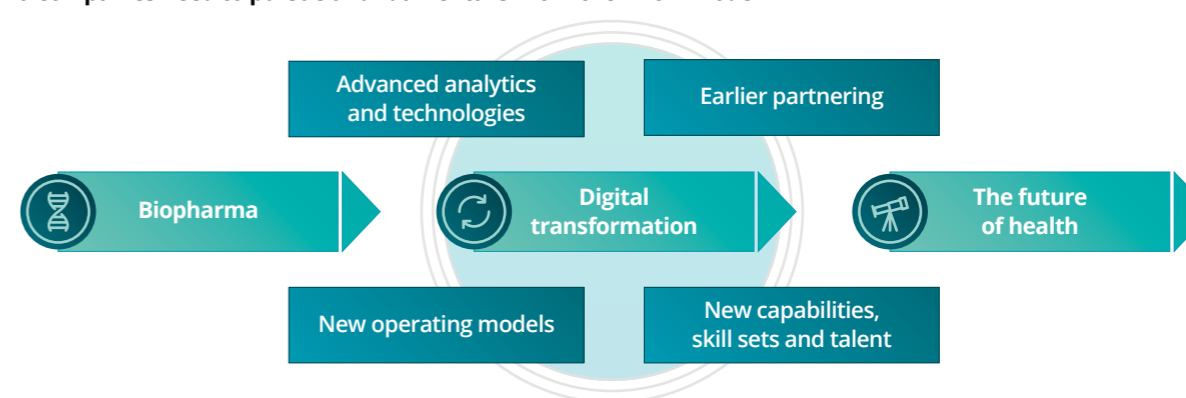 Advanced analytics
and technologies
Earlier partnering
Biopharma
Digital
transformation
The future
of health
New operating models
New capabilities,
skill sets and talent